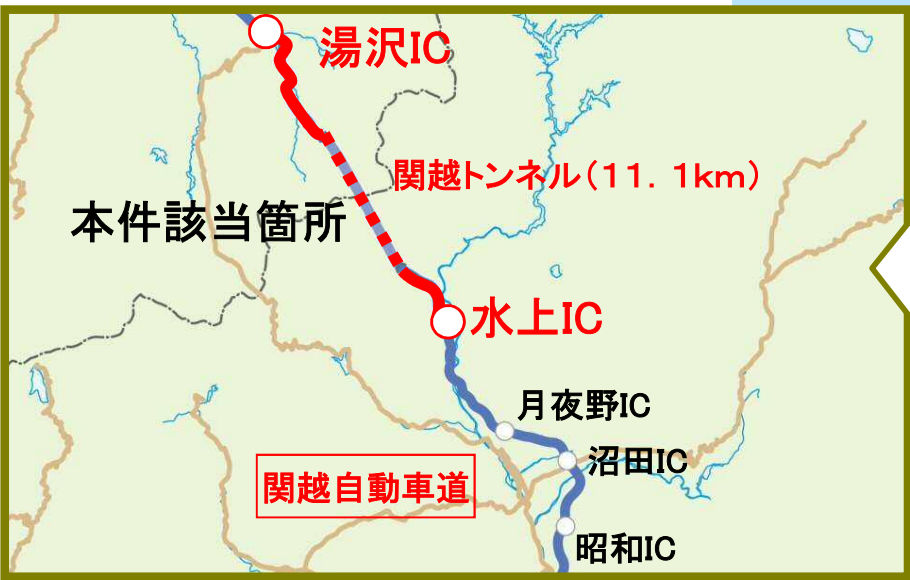 湯沢IC
関越トンネル(11.1km)
本件該当箇所
水上IC
月夜野IC
沼田IC
関越自動車道
昭和IC